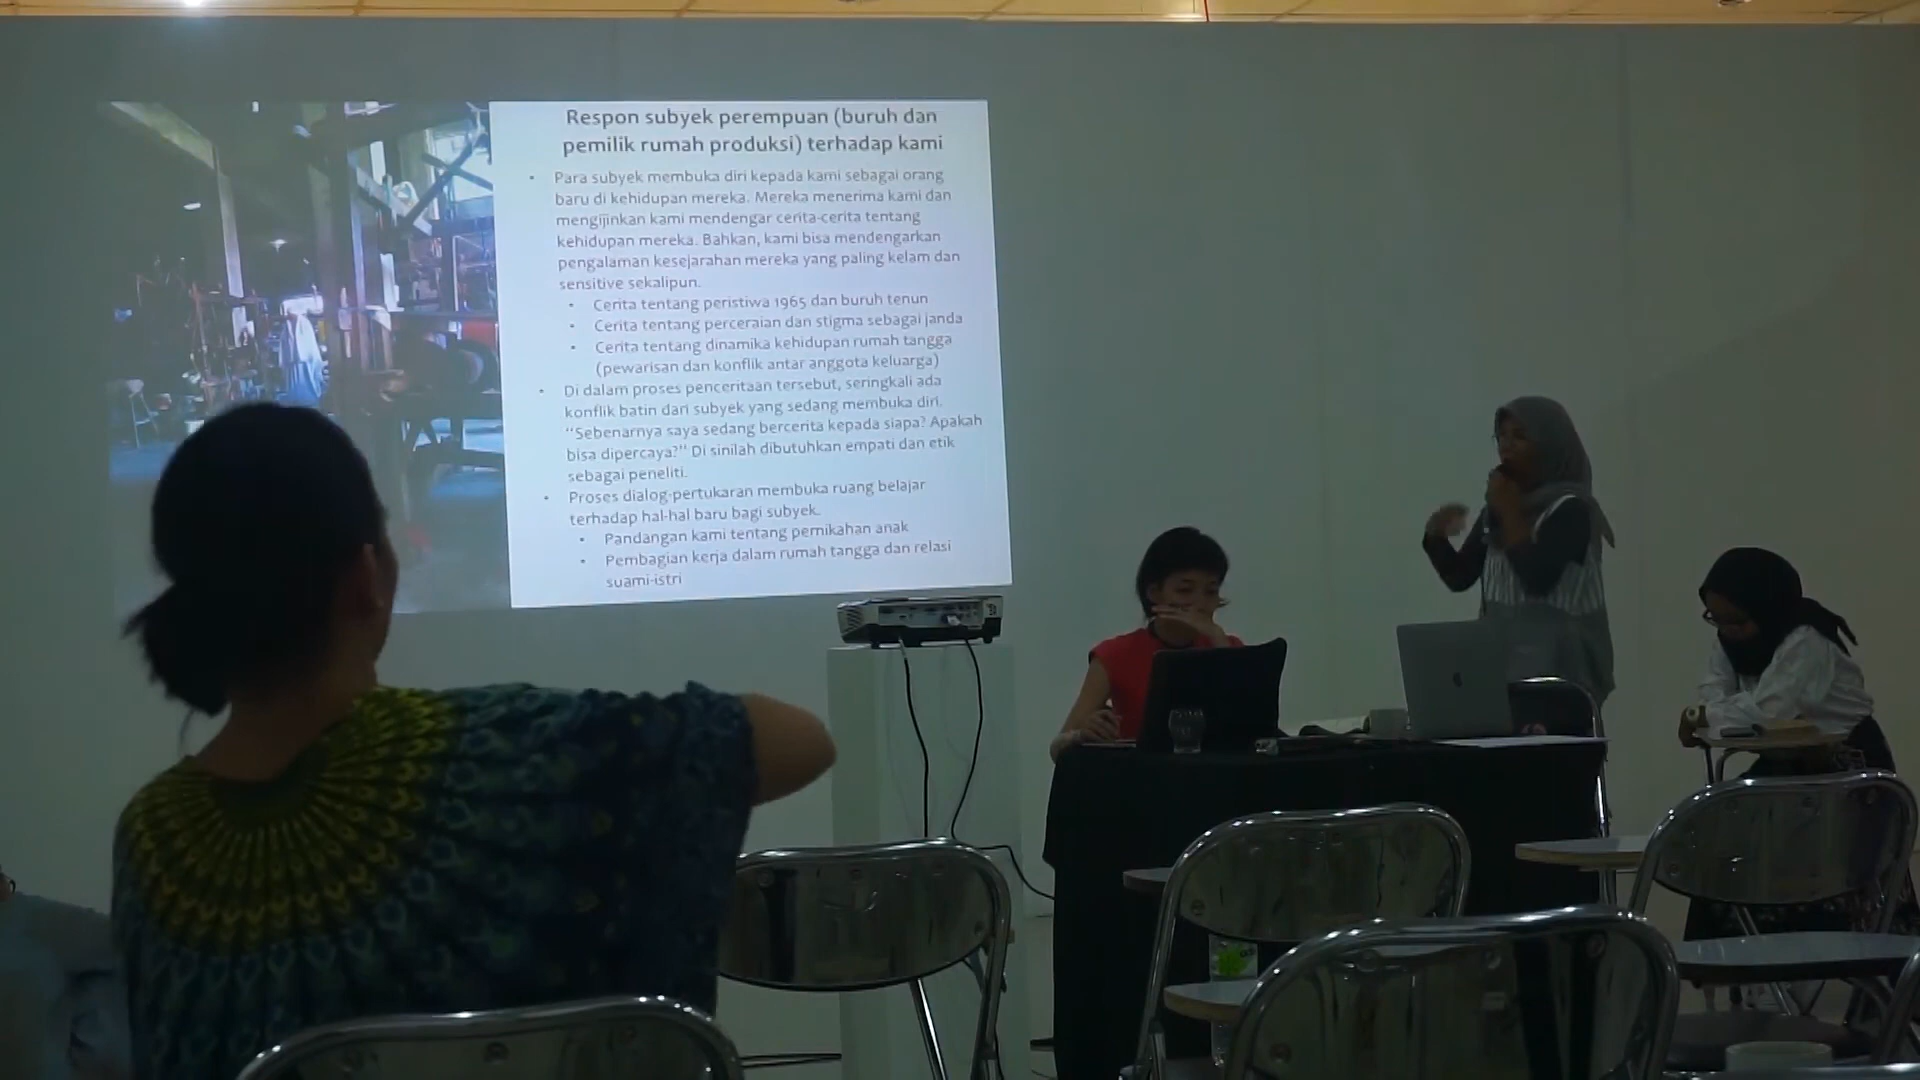 Respon subyek perempuan (buruh dan
pemilik rumah produksi) terhadap kami
• Para subyek membuka diri kepada kami sebagai orang
baru di kehidupan mereka. Mereka menerima kami dan
mengijinkan kami mendengar cerita-cerita tentang
kehidupan mereka. Bahkan, kami bisa mendengarkan
pengalaman kesejarahan mereka yang paling kelam dan
sensitive sekalipun.
• Cerita tentang peristiwa 1965 dan buruh tenun
• Cerita tentang perceraian dan stigma sebagai janda
• Cerita tentang dinamika kehidupan rumah tangga
(pewarisan dan konflik antar anggota keluarga)
• Di dalam proses penceritaan tersebut, seringkali ada
konflik batin dari subyek yang sedang membuka diri.
“Sebenarnya saya sedang bercerita kepada siapa? Apakah
bisa dipercaya?” Di sinilah dibutuhkan empati dan etik
sebagai peneliti.
• Proses dialog-pertukaran membuka ruang belajar
terhadap hal-hal baru bagi subyek.
• Pandangan kami tentang pernikahan anak
• Pembagian kerja dalam rumah tangga dan relasi
suami-istri